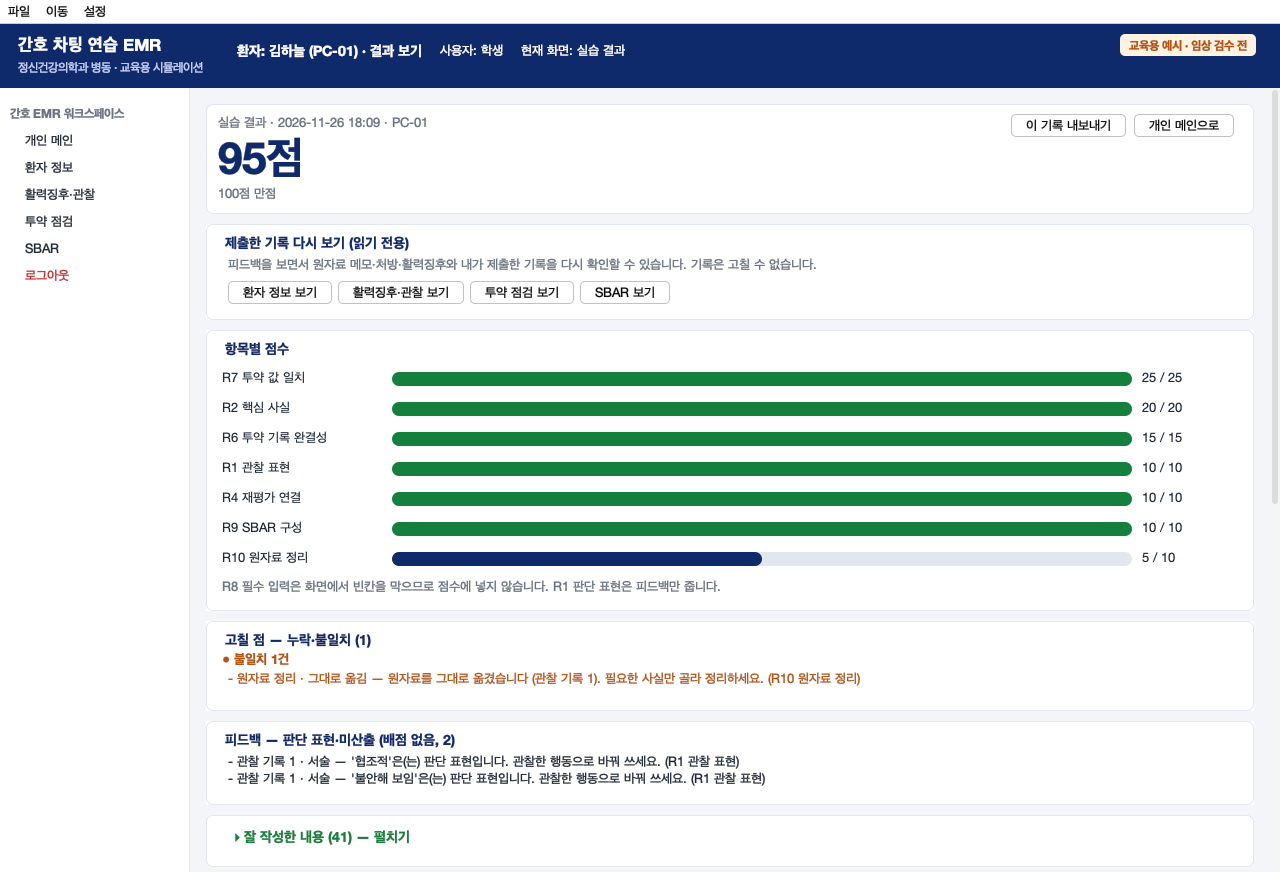 파일 이동 설정
간호 차팅 연습 EMR
정신건강의학과 병동 · 교육용 시뮬레이션
환자: 김하늘 (PC-01) · 결과 보기 사용자: 학생 현재 화면: 실습 결과
교육용 예시 · 임상 검수 전
간호 EMR 워크스페이스
개인 메인
환자 정보
활력징후·관찰
투약 점검
SBAR
로그아웃
실습 결과 · 2026-11-26 18:09 · PC-01
이 기록 내보내기 개인 메인으로
95점
100점 만점
제출한 기록 다시 보기 (읽기 전용)
피드백을 보면서 원자료 메모·처방·활력징후와 내가 제출한 기록을 다시 확인할 수 있습니다. 기록은 고칠 수 없습니다.
환자 정보 보기 활력징후·관찰 보기 투약 점검 보기 SBAR 보기
항목별 점수
R7 투약 값 일치 25 / 25
R2 핵심 사실 20 / 20
R6 투약 기록 완결성 15 / 15
R1 관찰 표현 10 / 10
R4 재평가 연결 10 / 10
R9 SBAR 구성 10 / 10
R10 원자료 정리 5 / 10
R8 필수 입력은 화면에서 빈칸을 막으므로 점수에 넣지 않습니다. R1 판단 표현은 피드백만 줍니다.
고칠 점 — 누락·불일치 (1)
● 불일치 1건
- 원자료 정리 · 그대로 옮김 — 원자료를 그대로 옮겼습니다 (관찰 기록 1). 필요한 사실만 골라 정리하세요. (R10 원자료 정리)
피드백 — 판단 표현·미산출 (배점 없음, 2)
- 관찰 기록 1 · 서술 — '협조적'은(는) 판단 표현입니다. 관찰한 행동으로 바꿔 쓰세요. (R1 관찰 표현)
- 관찰 기록 1 · 서술 — '불안해 보임'은(는) 판단 표현입니다. 관찰한 행동으로 바꿔 쓰세요. (R1 관찰 표현)
잘 작성한 내용 (41) — 펼치기